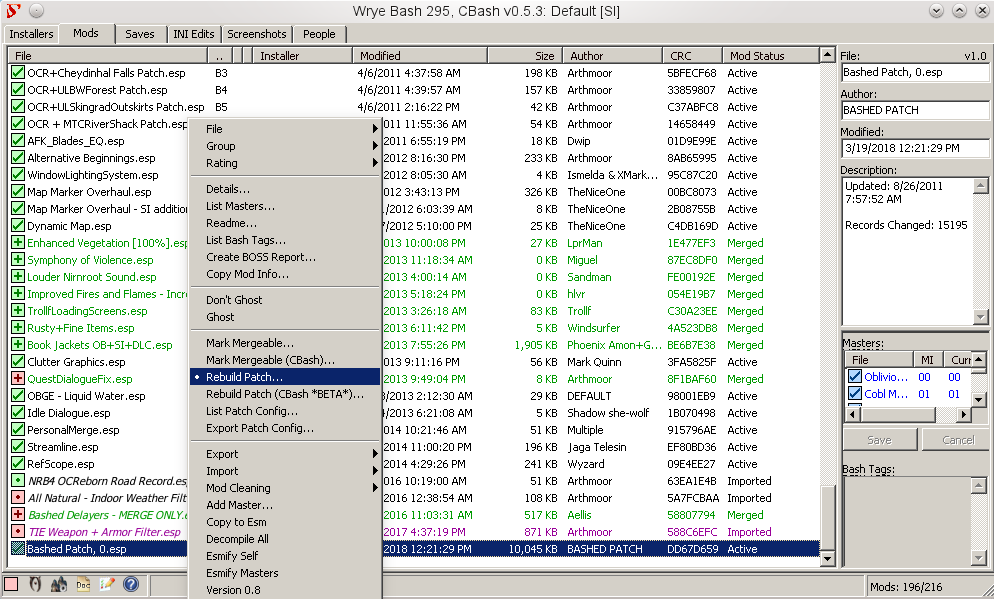 Wrye Bash 295, CBash v0.5.3: Default [SI]
Installers Mods Saves INI Edits Screenshots People
File .. Installer Modified Size Author CRC Mod Status
OCR+Cheydinhal Falls Patch.esp B3 4/6/2011 4:37:58 AM 198 KB Arthmoor 5BFECF68 Active
OCR+ULBWForest Patch.esp B4 4/6/2011 4:39:57 AM 157 KB Arthmoor 33859807 Active
OCR+ULSkingradOutskirts Patch.esp B5 4/6/2011 2:16:22 PM 42 KB Arthmoor C37ABFC8 Active
OCR + MTCRiverShack Patch.esp 2011 11:55:36 AM 54 KB Arthmoor 14658449 Active
AFK_Blades_EQ.esp 2011 6:55:19 PM 18 KB Dwip 01D9E99E Active
Alternative Beginnings.esp 2012 8:16:30 PM 233 KB Arthmoor 8AB65995 Active
WindowLightingSystem.esp 2012 8:05:30 AM 4 KB Ismelda & XMark... 95C87C20 Active
Map Marker Overhaul.esp 2012 3:43:13 PM 326 KB TheNiceOne 00BC8073 Active
Map Marker Overhaul - SI additio /2012 6:03:39 AM 8 KB TheNiceOne 2B08755B Active
Dynamic Map.esp /2012 5:10:00 PM 25 KB TheNiceOne C4DB169D Active
Enhanced Vegetation [100%].esp 2013 10:00:08 PM 27 KB LprMan 1E477EF3 Merged
Symphony of Violence.esp 2013 11:18:34 AM 0 KB Miguel 87EC8DF0 Merged
Louder Nirnroot Sound.esp 2013 4:00:14 AM 0 KB Sandman FE00192E Merged
Improved Fires and Flames - Incre 2013 5:18:24 PM 0 KB hlvr 054E19B7 Merged
TrollfLoadingScreens.esp 2013 3:26:18 AM 83 KB Trollf C30A23EE Merged
Rusty+Fine Items.esp 2013 6:11:42 PM 5 KB Windsurfer 4A523DB8 Merged
Book Jackets OB+SI+DLC.esp 2013 7:55:26 PM 1,905 KB Phoenix Amon+G... BE6B7E38 Merged
Clutter Graphics.esp 013 9:11:16 PM 56 KB Mark Quinn 3FA5825F Active
QuestDialogueFix.esp 2013 9:49:04 PM 8 KB Arthmoor 8F1BAF60 Merged
OBGE - Liquid Water.esp /2013 2:12:30 AM 29 KB DEFAULT 98001EB9 Active
Idle Dialogue.esp /2013 6:21:08 AM 5 KB Shadow she-wolf 1B070498 Active
PersonalMerge.esp 2014 10:21:46 AM 51 KB Multiple 915796AE Active
Streamline.esp 2014 11:00:20 PM 196 KB Jaga Telesin EF80BD36 Active
RefScope.esp 2014 4:29:26 PM 241 KB Wyzard 09E4EE27 Active
NRB4 OCReborn Road Record.es 2016 10:19:00 AM 51 KB Arthmoor 63EA1E4B Imported
All Natural - Indoor Weather Filt 2016 12:38:54 AM 108 KB Arthmoor 5A7FCBAA Imported
Bashed Delayers - MERGE ONLY.e 2016 11:03:31 AM 517 KB Aellis 58807794 Merged
TIE Weapon + Armor Filter.esp 2017 4:37:19 PM 871 KB Arthmoor 588C6EFC Imported
Bashed Patch, 0.esp 2018 12:21:29 PM 10,045 KB BASHED PATCH DD67D659 Active
File
Group
Rating
Details...
List Masters...
Readme...
List Bash Tags...
Create BOSS Report...
Copy Mod Info...
Don't Ghost
Ghost
Mark Mergeable...
Mark Mergeable (CBash)...
Rebuild Patch...
Rebuild Patch (CBash *BETA*)...
List Patch Config...
Export Patch Config...
Export
Import
Mod Cleaning
Add Master...
Copy to Esm
Decompile All
Esmify Self
Esmify Masters
Version 0.8
File: v1.0
Bashed Patch, 0.esp
Author:
BASHED PATCH
Modified:
3/19/2018 12:21:29 PM
Description:
Updated: 8/26/2011
7:57:52 AM
Records Changed: 15195
Masters:
File MI Curr
Oblivio... 00 00
Cobl M... 01 01
Save Cancel
Bash Tags:
Doc
Mods: 196/216